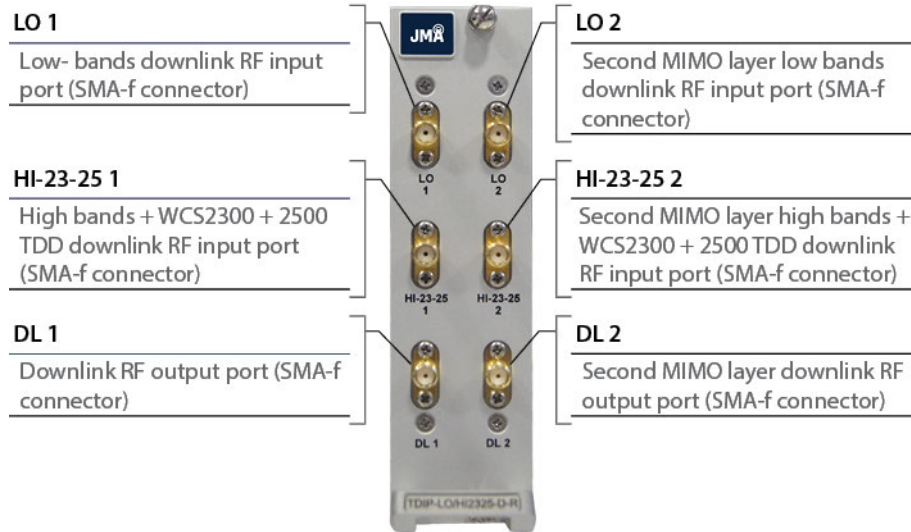 LO 1
Low- bands downlink RF input
port (SMA-f connector)
HI-23-25 1
High bands + WCS2300 + 2500
TDD downlink RF input port
(SMA-f connector)
DL 1
Downlink RF output port (SMA-f
connector)
JMA®
LO
1
LO
2
HI-23-25
1
HI-23-25
2
DL 1
DL 2
TDIP-LO/HI2325-D-R
LO 2
Second MIMO layer low bands
downlink RF input port (SMA-f
connector)
HI-23-25 2
Second MIMO layer high bands +
WCS2300 + 2500 TDD downlink
RF input port (SMA-f connector)
DL 2
Second MIMO layer downlink RF
output port (SMA-f connector)